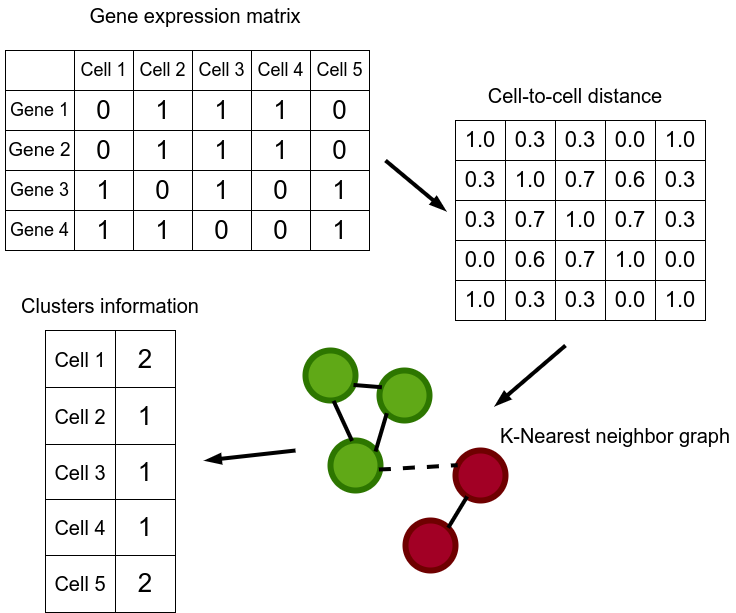 Gene expression matrix
Cell 1 Cell 2 Cell 3 Cell 4 Cell 5
Gene 1 0 1 1 1 0
Gene 2 0 1 1 1 0
Gene 3 1 0 1 0 1
Gene 4 1 1 0 0 1
Cell-to-cell distance
1.0 0.3 0.3 0.0 1.0
0.3 1.0 0.7 0.6 0.3
0.3 0.7 1.0 0.7 0.3
0.0 0.6 0.7 1.0 0.0
1.0 0.3 0.3 0.0 1.0
K-Nearest neighbor graph
Clusters information
Cell 1 2
Cell 2 1
Cell 3 1
Cell 4 1
Cell 5 2